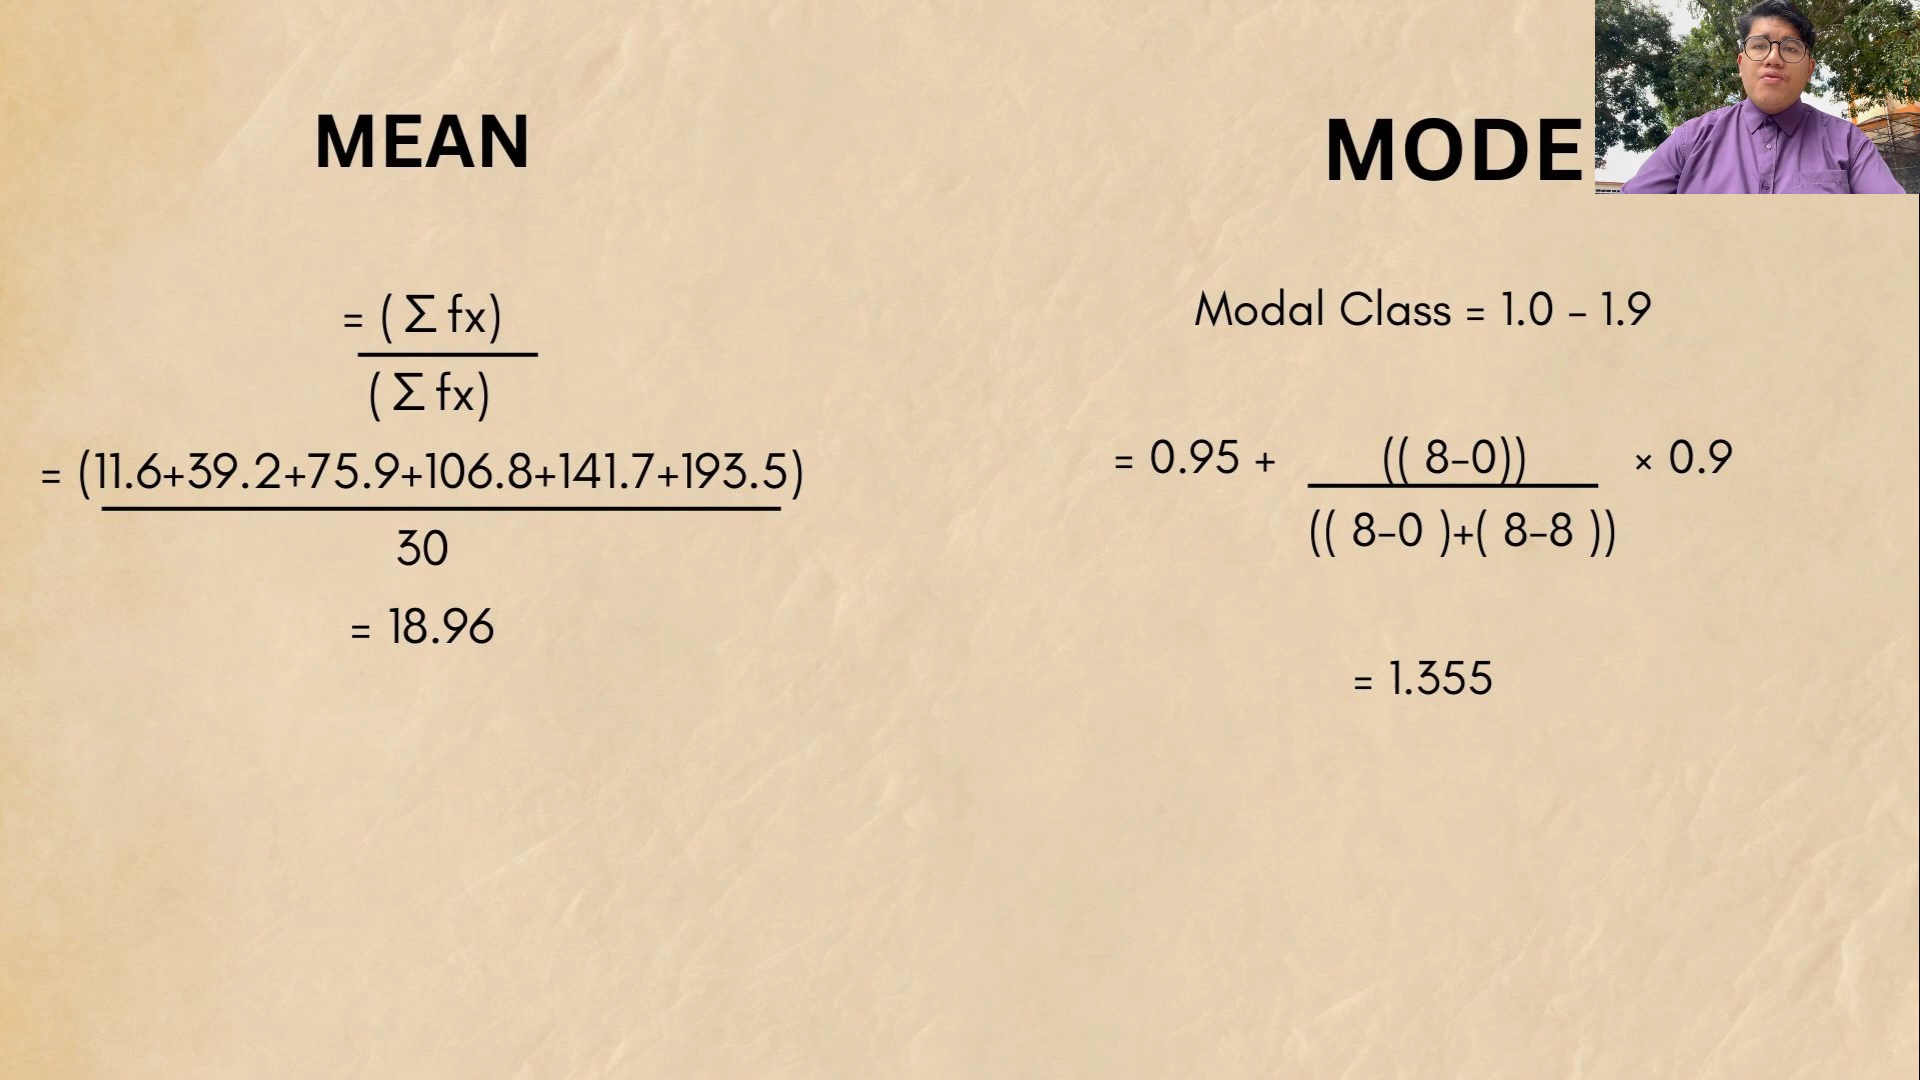 MEAN
= ( Σ fx)
( Σ fx)
= (11.6+39.2+75.9+106.8+141.7+193.5)
30
= 18.96
MODE
Modal Class = 1.0 – 1.9
= 0.95 + (( 8–0)) × 0.9
(( 8–0 )+( 8–8 ))
= 1.355